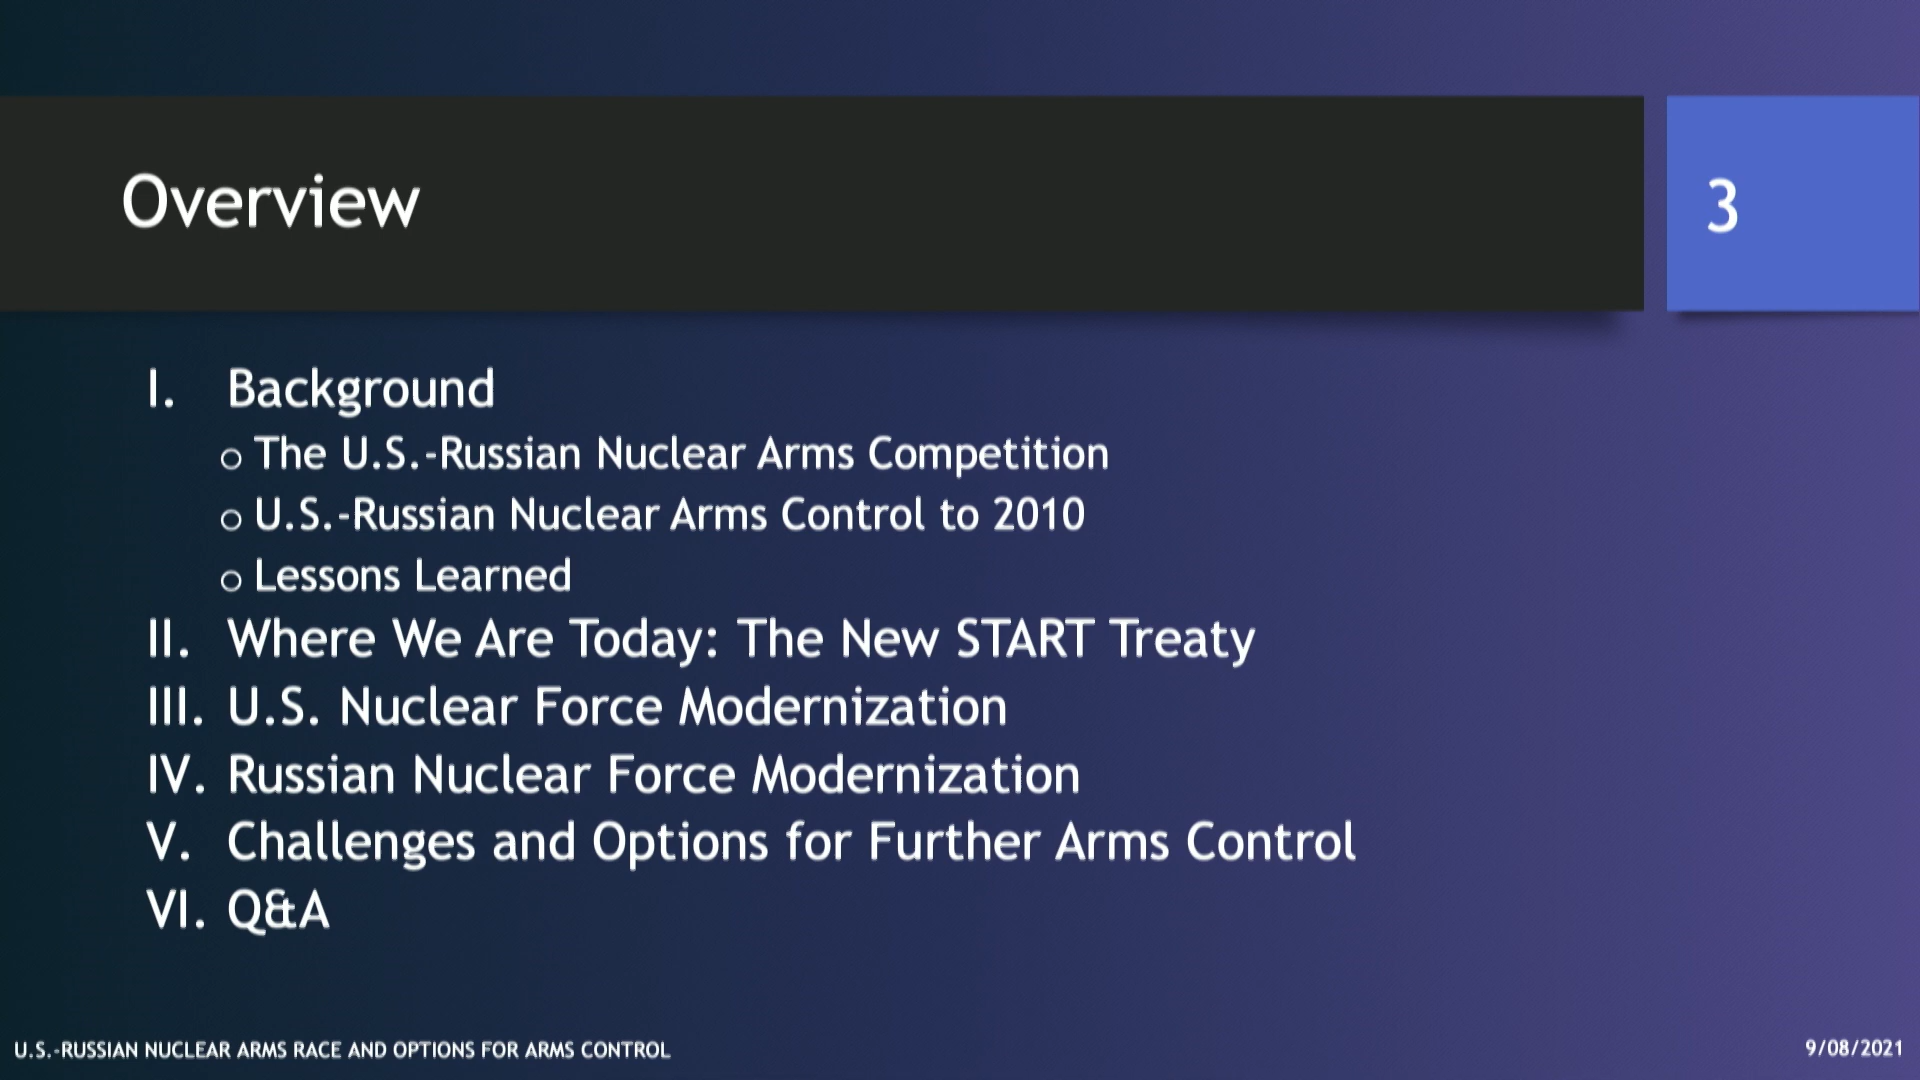 Overview
3
I. Background
o The U.S.-Russian Nuclear Arms Competition
o U.S.-Russian Nuclear Arms Control to 2010
o Lessons Learned
II. Where We Are Today: The New START Treaty
III. U.S. Nuclear Force Modernization
IV. Russian Nuclear Force Modernization
V. Challenges and Options for Further Arms Control
VI. Q&A
U.S.-RUSSIAN NUCLEAR ARMS RACE AND OPTIONS FOR ARMS CONTROL
9/08/2021